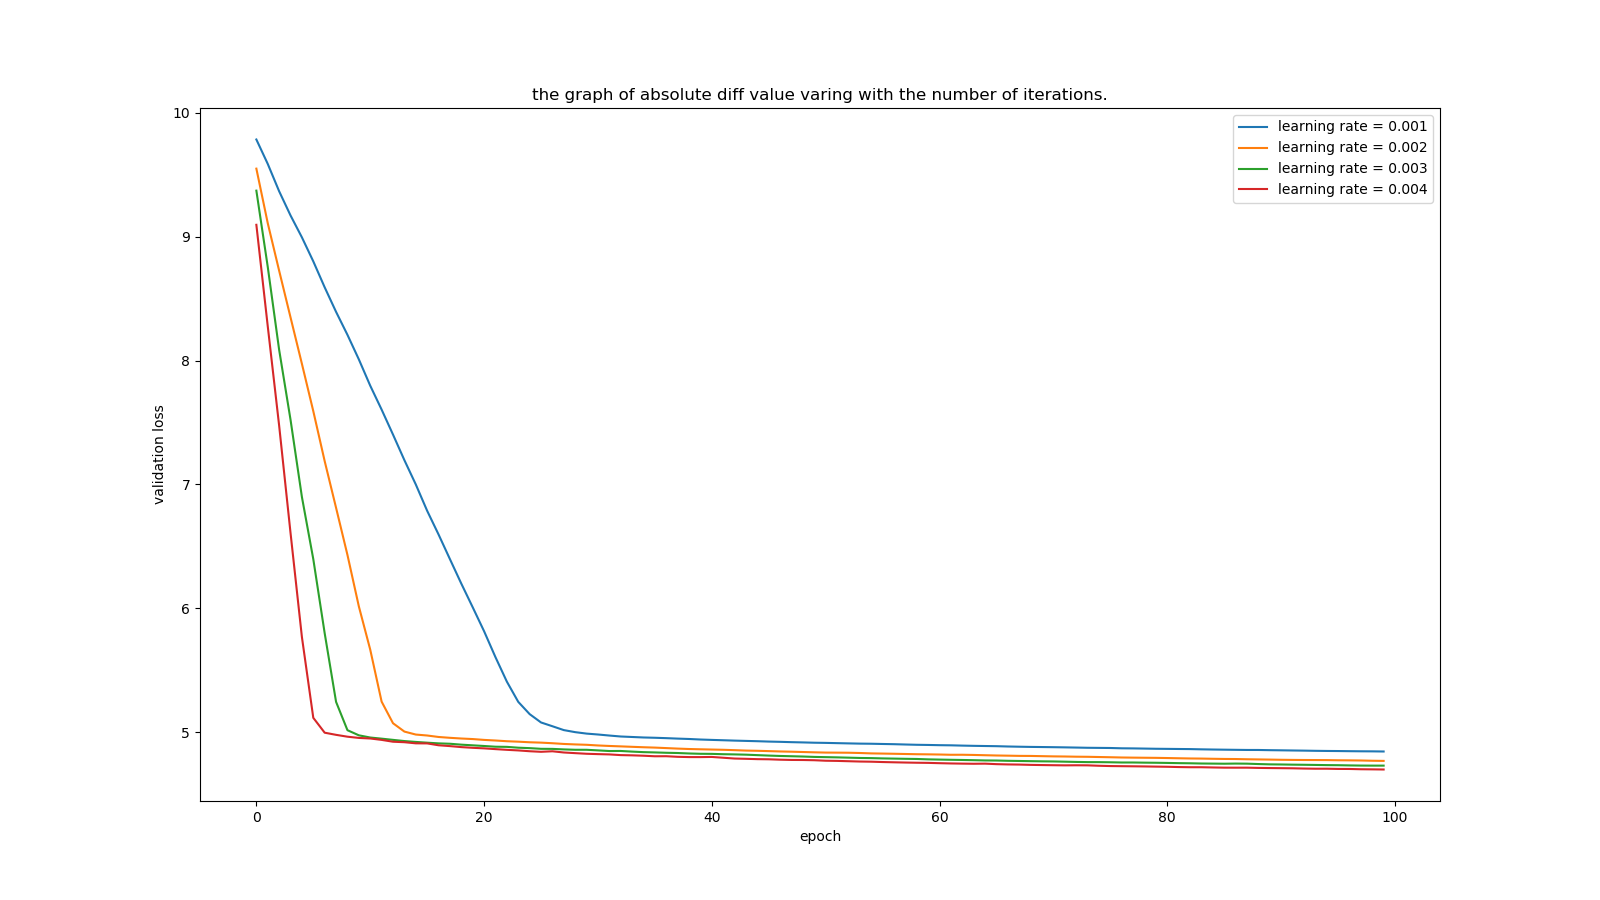 the graph of absolute diff value varing with the number of iterations.
learning rate = 0.001
learning rate = 0.002
learning rate = 0.003
learning rate = 0.004
10
9
8
7
6
5
validation loss
0 20 40 60 80 100
epoch